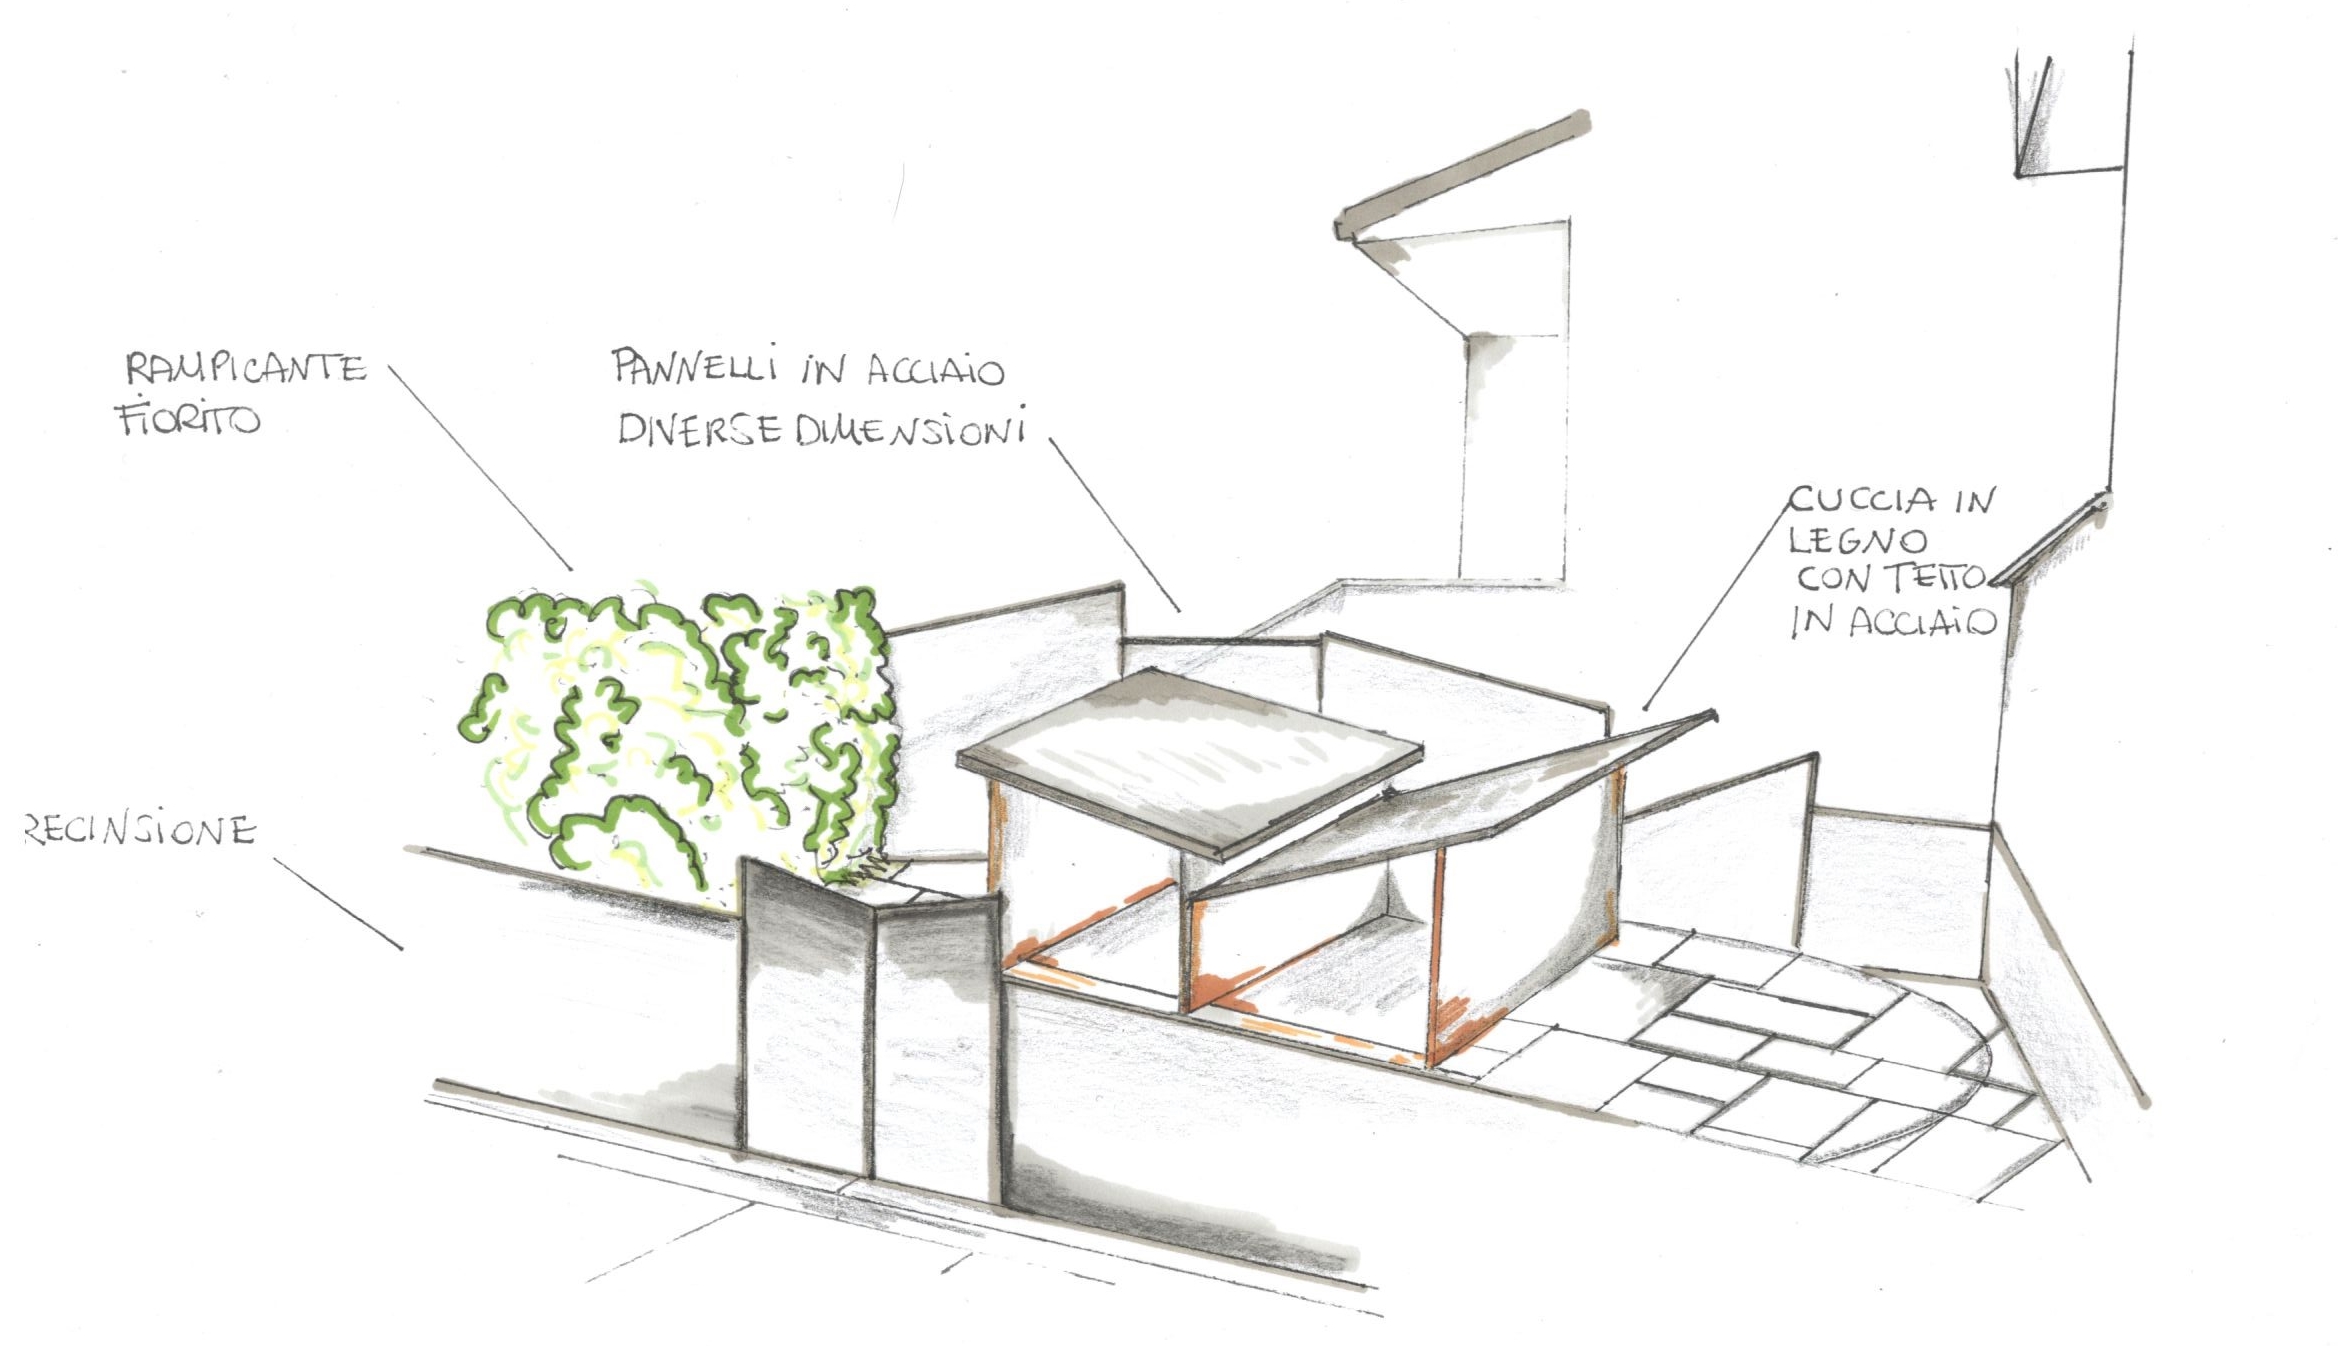 RAMPICANTE
FIORITO
PANNELLI IN ACCIAIO
DIVERSE DIMENSIONI
CUCCIA IN
LEGNO
CON TETTO
IN ACCIAIO
RECINSIONE